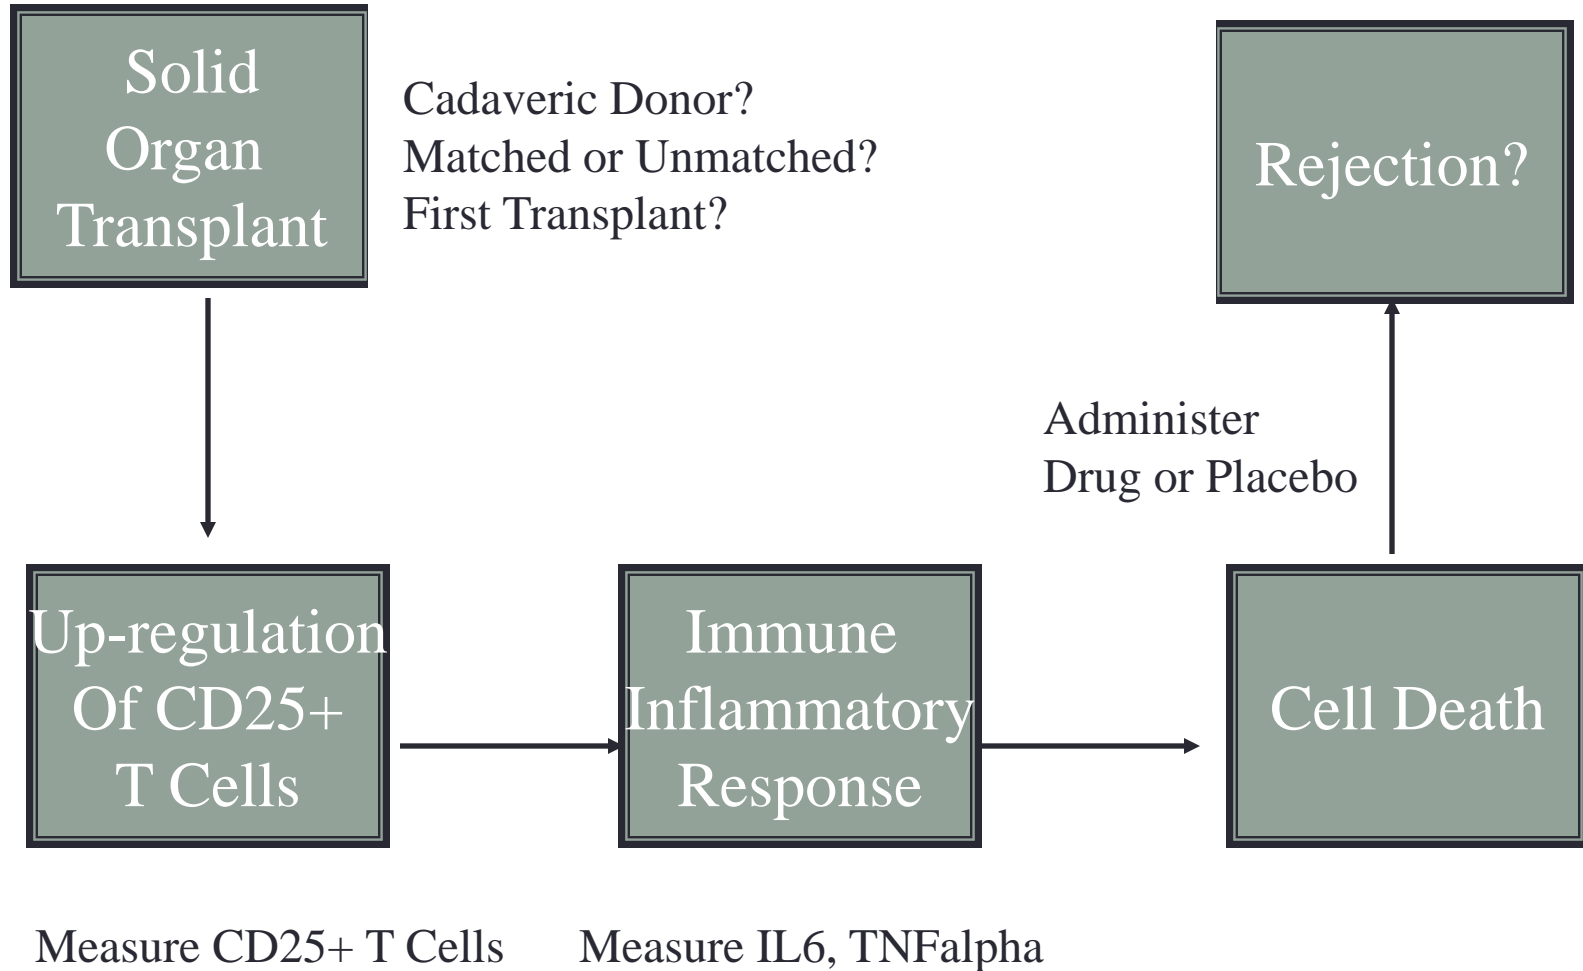 Solid
Organ
Transplant
Cadaveric Donor?
Matched or Unmatched?
First Transplant?
Rejection?
Administer
Drug or Placebo
Up-regulation
Of CD25+
T Cells
Immune
Inflammatory
Response
Cell Death
Measure CD25+ T Cells
Measure IL6, TNFalpha